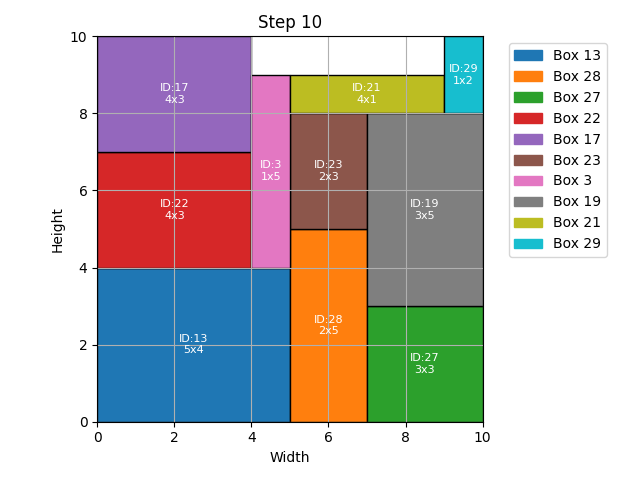 Step 10
Height
10
8
6
4
2
0
0 2 4 6 8 10
Width
ID:17
4x3
ID:29
1x2
ID:21
4x1
ID:3
1x5
ID:23
2x3
ID:22
4x3
ID:19
3x5
ID:28
2x5
ID:13
5x4
ID:27
3x3
Box 13
Box 28
Box 27
Box 22
Box 17
Box 23
Box 3
Box 19
Box 21
Box 29